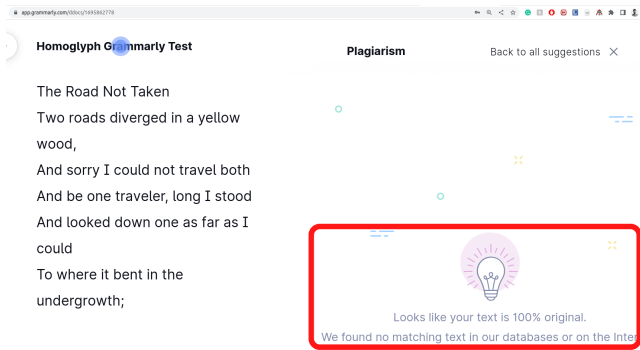 app.grammarly.com/ddocs/1695862778
Homoglyph Grammarly Test
Plagiarism
Back to all suggestions
The Road Not Taken
Two roads diverged in a yellow
wood,
And sorry I could not travel both
And be one traveler, long I stood
And looked down one as far as I
could
To where it bent in the
undergrowth;
Looks like your text is 100% original.
We found no matching text in our databases or on the Inter